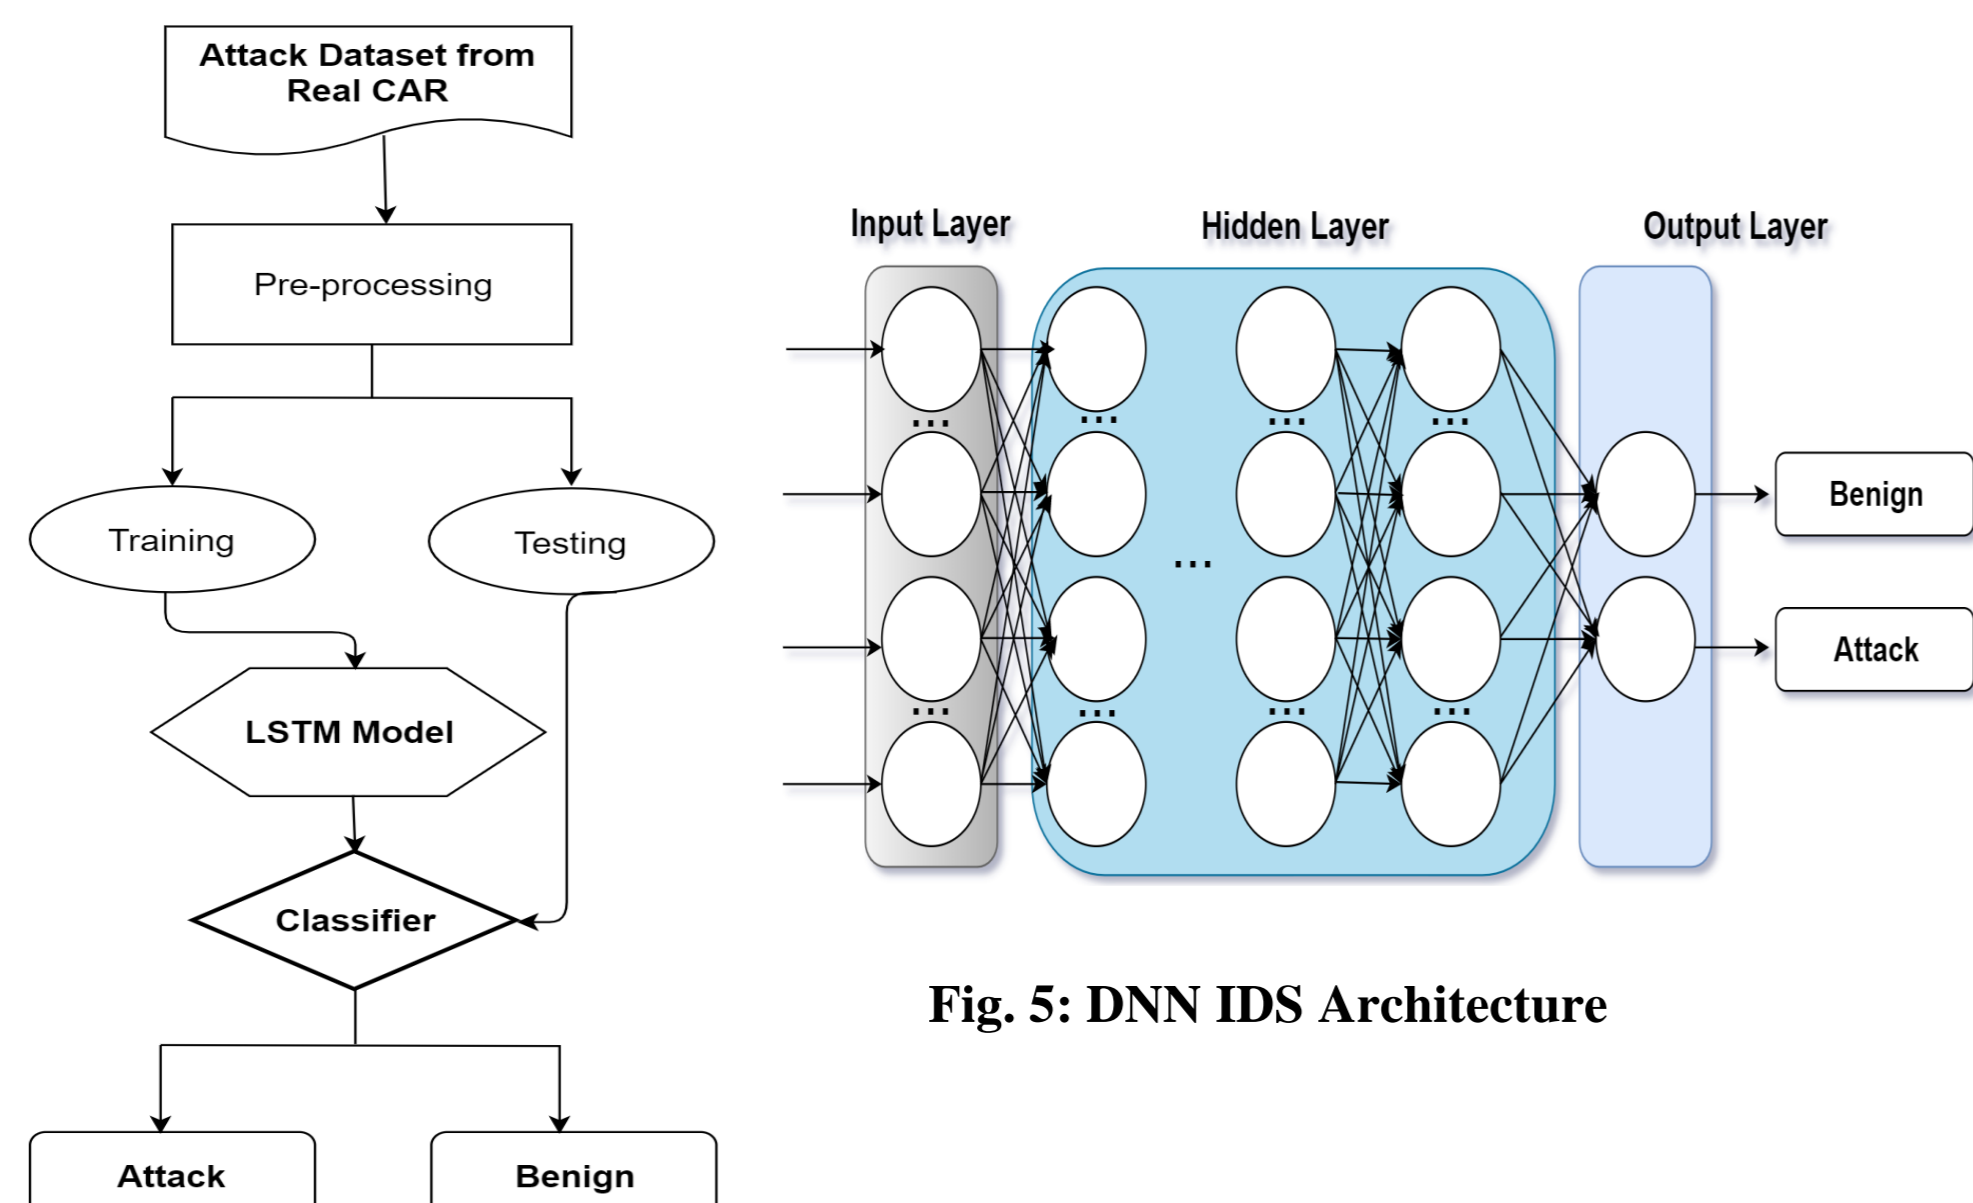 Attack Dataset from
Real CAR
Pre-processing
Training
Testing
LSTM Model
Classifier
Attack
Benign
Input Layer
Hidden Layer
Output Layer
...
...
...
...
...
...
...
...
...
Benign
Attack
Fig. 5: DNN IDS Architecture